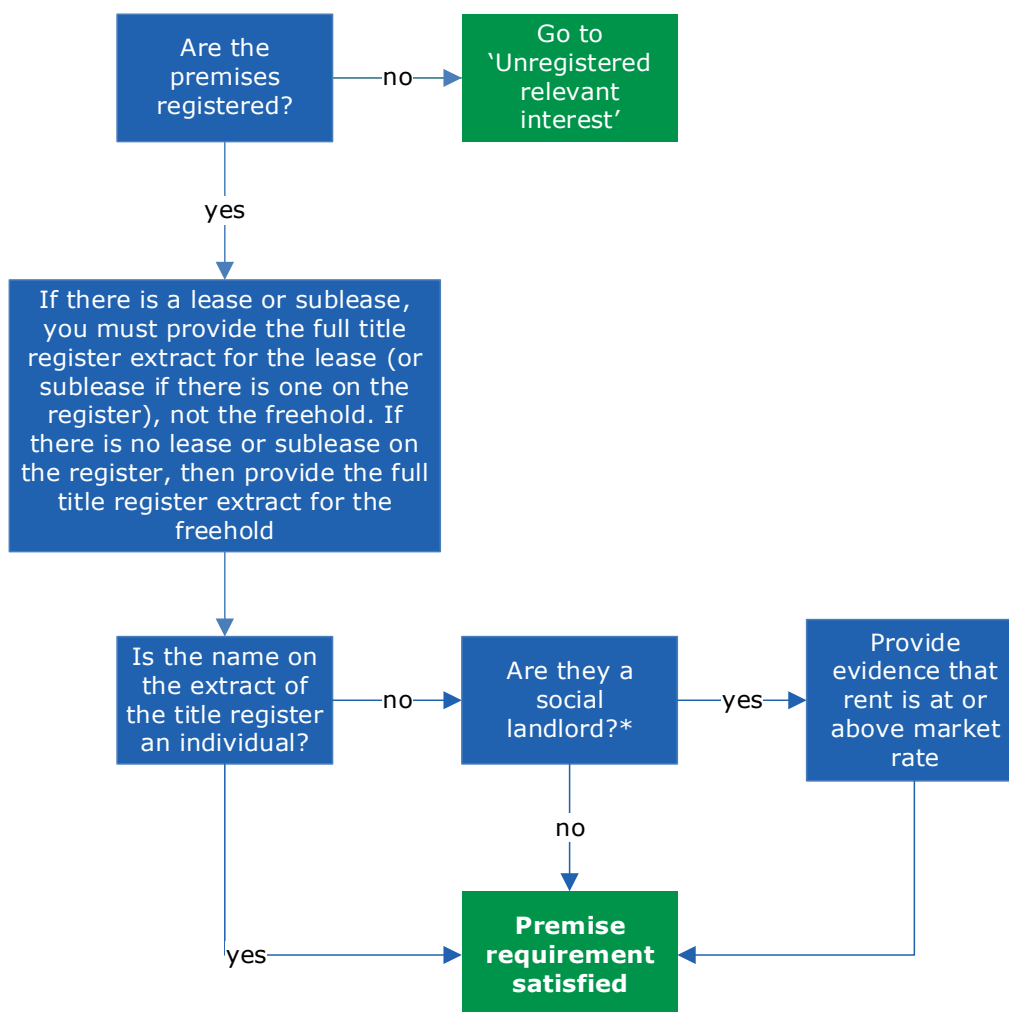 Are the
premises
registered?
no
Go to
‘Unregistered
relevant
interest’
yes
If there is a lease or sublease,
you must provide the full title
register extract for the lease (or
sublease if there is one on the
register), not the freehold. If
there is no lease or sublease on
the register, then provide the full
title register extract for the
freehold
Is the name on
the extract of
the title register
an individual?
no
Are they a
social
landlord?*
yes
Provide
evidence that
rent is at or
above market
rate
no
yes
Premise
requirement
satisfied